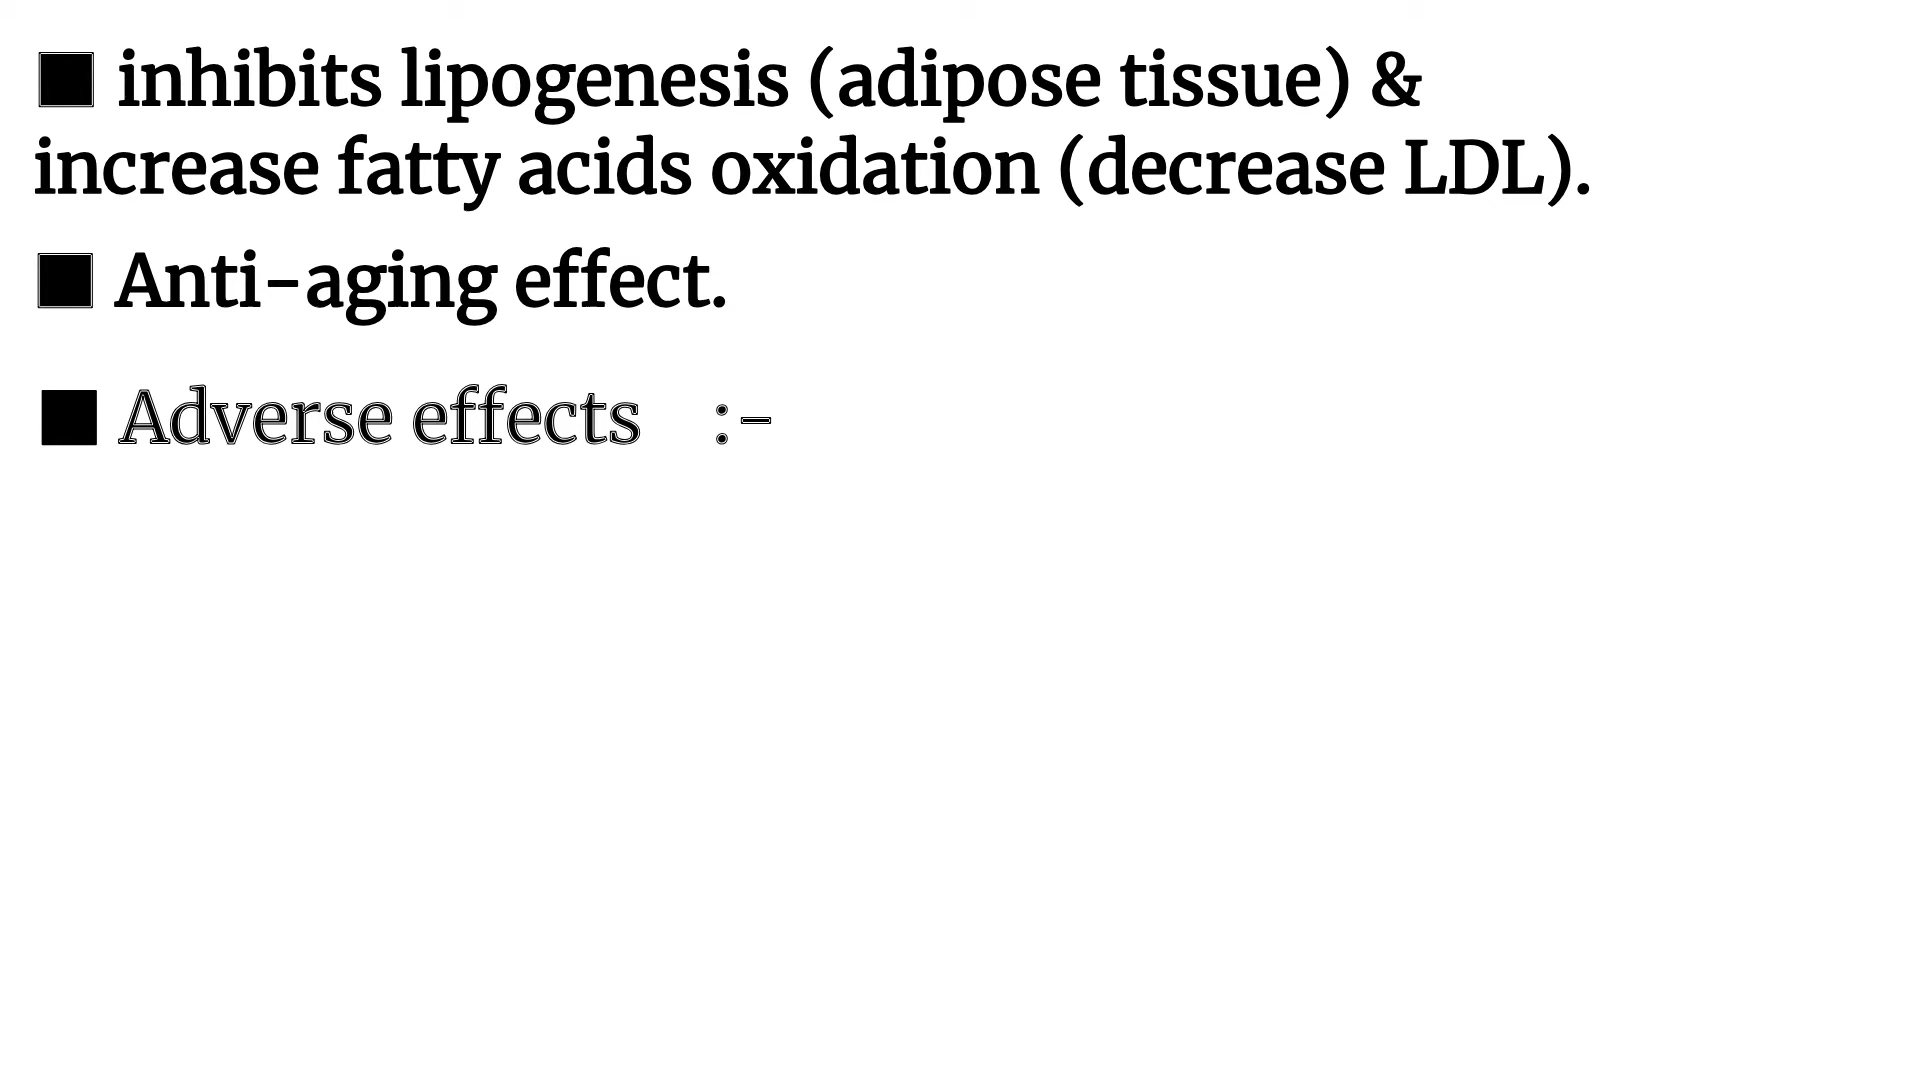 ■ inhibits lipogenesis (adipose tissue) &
increase fatty acids oxidation (decrease LDL).
■ Anti-aging effect.
■ Adverse effects :-